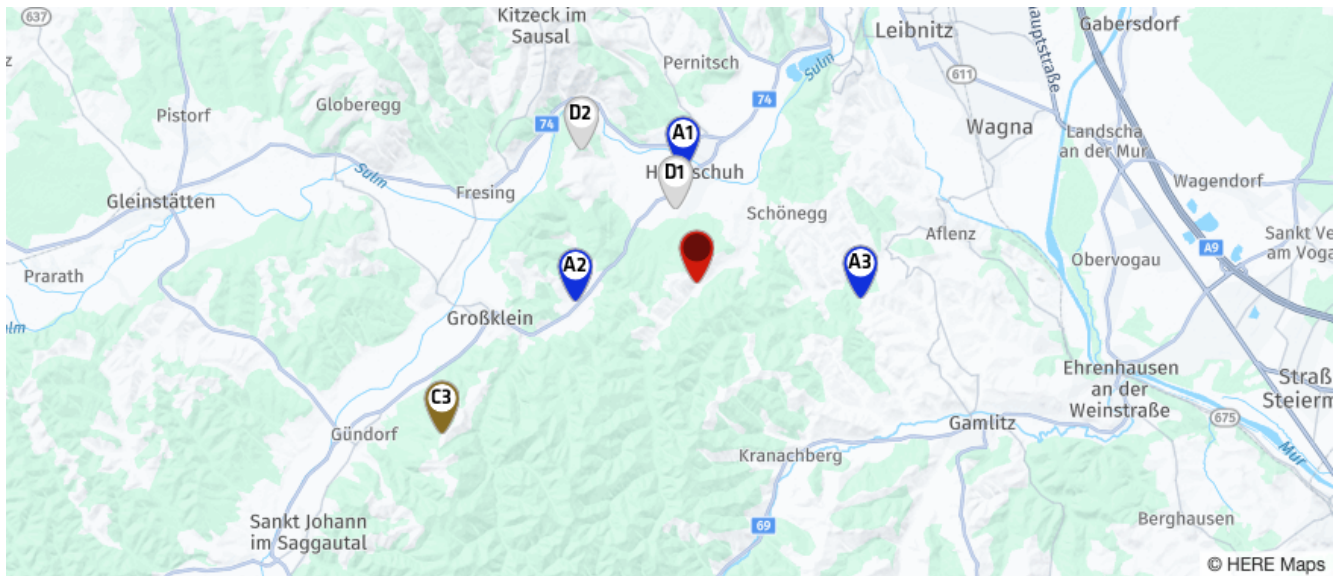 637
Kitzeck im
Sausal
Leibnitz
Gabersdorf
Pernitsch
Sulm
Hauptstraße
611
Globeregg
Pistorf
74
D2
74
A1
Wagna
Landscha
an der Mur
Sulm
Fresing
H
schuh
D1
Wagendorf
Gleinstätten
Schönegg
Aflenz
Sankt Ve
am Voga
A9
Prarath
A2
A3
Obervogau
Großklein
lm
Ehrenhausen
an der
Weinstraße
Straß
Steierm
C3
Gündorf
Gamlitz
675
Kranachberg
Mur
Sankt Johann
im Saggautal
69
Berghausen
© HERE Maps